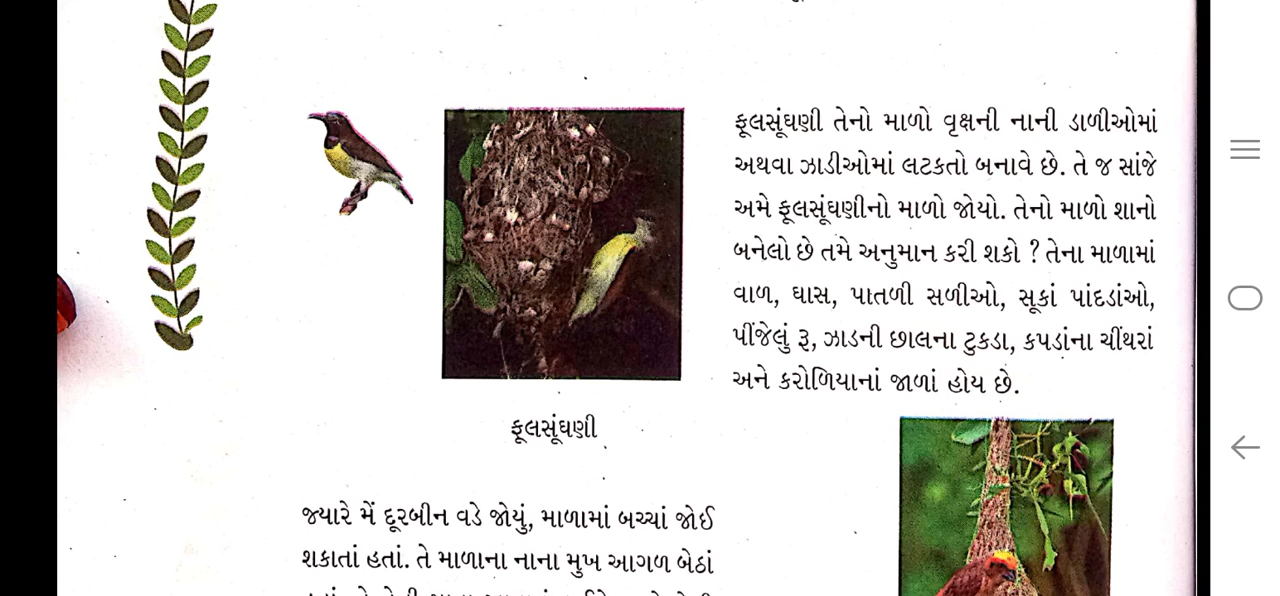 ફૂલસૂંઘણી તેનો માળો વૃક્ષની નાની ડાળીઓમાં
અથવા ઝાડીઓમાં લટકતો બનાવે છે. તે જ સાંજે
અમે ફૂલસૂંઘણીનો માળો જોયો. તેનો માળો શાનો
બનેલો છે તમે અનુમાન કરી શકો ? તેના માળામાં
વાળ, ઘાસ, પાતળી સળીઓ, સૂકાં પાંદડાંઓ,
પીંજેલું રૂ, ઝાડની છાલના ટુકડા, કપડાંના ચીંથરાં
અને કરોળિયાનાં જાળાં હોય છે.
ફૂલસૂંઘણી
જ્યારે મેં દૂરબીન વડે જોયું, માળામાં બચ્ચાં જોઈ
શકાતાં હતાં. તે માળાના નાના મુખ આગળ બેઠાં